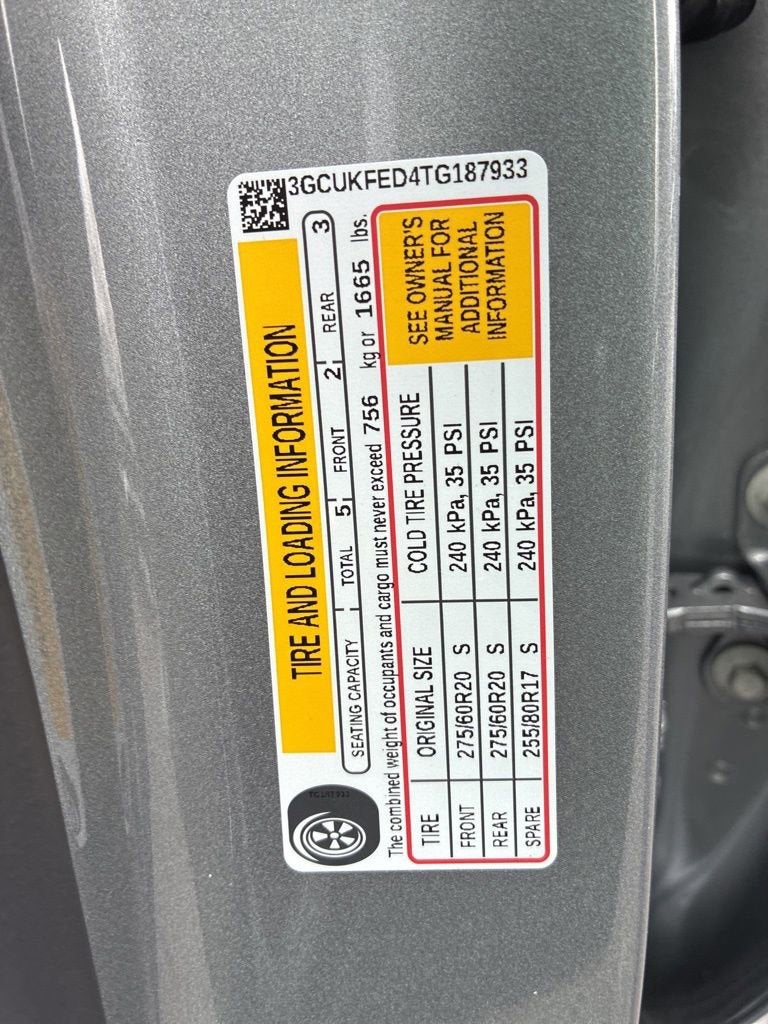 3GCUKFED4TG187933
TIRE AND LOADING INFORMATION
SEATING CAPACITY TOTAL 5 FRONT 2 REAR 3
The combined weight of occupants and cargo must never exceed 756 kg or 1665 lbs.
TIRE ORIGINAL SIZE COLD TIRE PRESSURE
FRONT 275/60R20 S 240 kPa, 35 PSI
REAR 275/60R20 S 240 kPa, 35 PSI
SPARE 255/80R17 S 240 kPa, 35 PSI
SEE OWNER'S
MANUAL FOR
ADDITIONAL
INFORMATION
TG187933